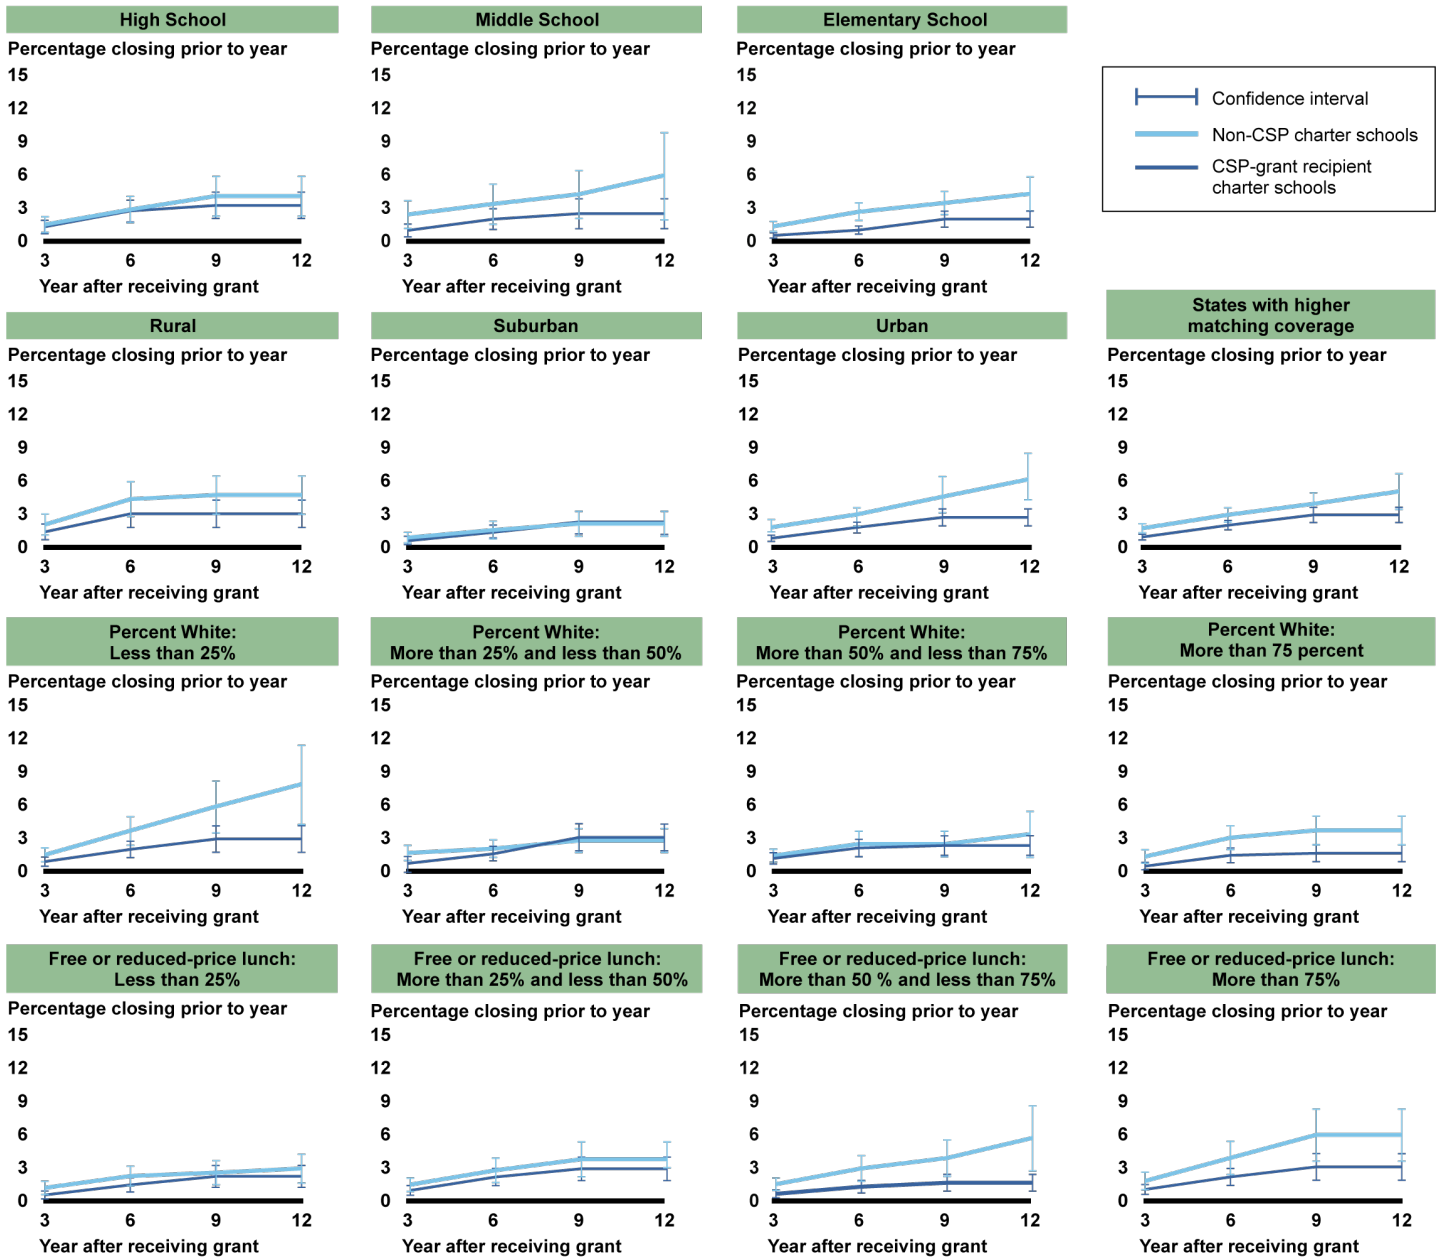 High School
Percentage closing prior to year
15
12
9
6
3
0
3 6 9 12
Year after receiving grant
Middle School
Percentage closing prior to year
15
12
9
6
3
0
3 6 9 12
Year after receiving grant
Elementary School
Percentage closing prior to year
15
12
9
6
3
0
3 6 9 12
Year after receiving grant
Confidence interval
Non-CSP charter schools
CSP-grant recipient
charter schools
Rural
Percentage closing prior to year
15
12
9
6
3
0
3 6 9 12
Year after receiving grant
Suburban
Percentage closing prior to year
15
12
9
6
3
0
3 6 9 12
Year after receiving grant
Urban
Percentage closing prior to year
15
12
9
6
3
0
3 6 9 12
Year after receiving grant
States with higher
matching coverage
Percentage closing prior to year
15
12
9
6
3
0
3 6 9 12
Year after receiving grant
Percent White:
Less than 25%
Percentage closing prior to year
15
12
9
6
3
0
3 6 9 12
Year after receiving grant
Percent White:
More than 25% and less than 50%
Percentage closing prior to year
15
12
9
6
3
0
3 6 9 12
Year after receiving grant
Percent White:
More than 50% and less than 75%
Percentage closing prior to year
15
12
9
6
3
0
3 6 9 12
Year after receiving grant
Percent White:
More than 75 percent
Percentage closing prior to year
15
12
9
6
3
0
3 6 9 12
Year after receiving grant
Free or reduced-price lunch:
Less than 25%
Percentage closing prior to year
15
12
9
6
3
0
3 6 9 12
Year after receiving grant
Free or reduced-price lunch:
More than 25% and less than 50%
Percentage closing prior to year
15
12
9
6
3
0
3 6 9 12
Year after receiving grant
Free or reduced-price lunch:
More than 50 % and less than 75%
Percentage closing prior to year
15
12
9
6
3
0
3 6 9 12
Year after receiving grant
Free or reduced-price lunch:
More than 75%
Percentage closing prior to year
15
12
9
6
3
0
3 6 9 12
Year after receiving grant